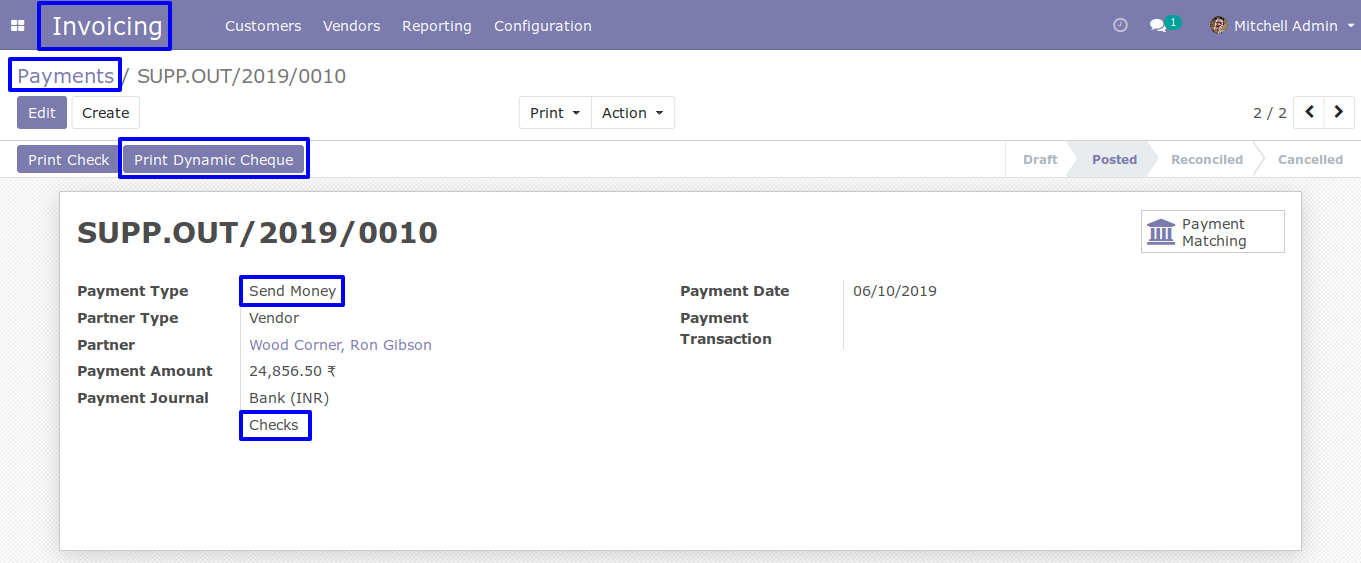 Invoicing Customers Vendors Reporting Configuration 1 Mitchell Admin
Payments / SUPP.OUT/2019/0010
Edit Create Print Action 2 / 2
Print Check Print Dynamic Cheque Draft Posted Reconciled Cancelled
SUPP.OUT/2019/0010
Payment
Matching
Payment Type Send Money
Partner Type Vendor
Partner Wood Corner, Ron Gibson
Payment Amount 24,856.50 ₹
Payment Journal Bank (INR)
Checks
Payment Date 06/10/2019
Payment
Transaction